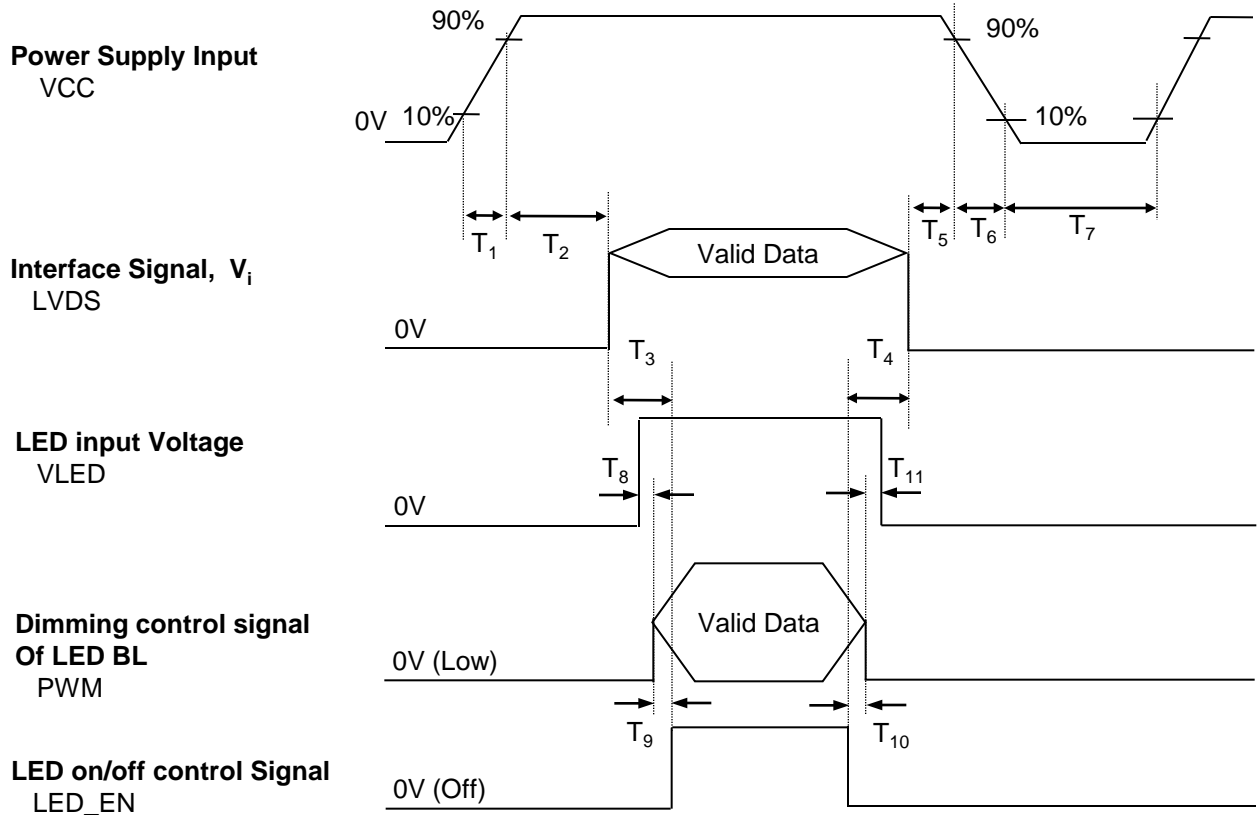 90%
90%
Power Supply Input
VCC
0V
10%
10%
T1
T2
T5
T6
T7
Interface Signal, Vi
LVDS
Valid Data
0V
T3
T4
LED input Voltage
VLED
T8
T11
0V
Dimming control signal
Of LED BL
PWM
Valid Data
0V (Low)
T9
T10
LED on/off control Signal
LED_EN
0V (Off)